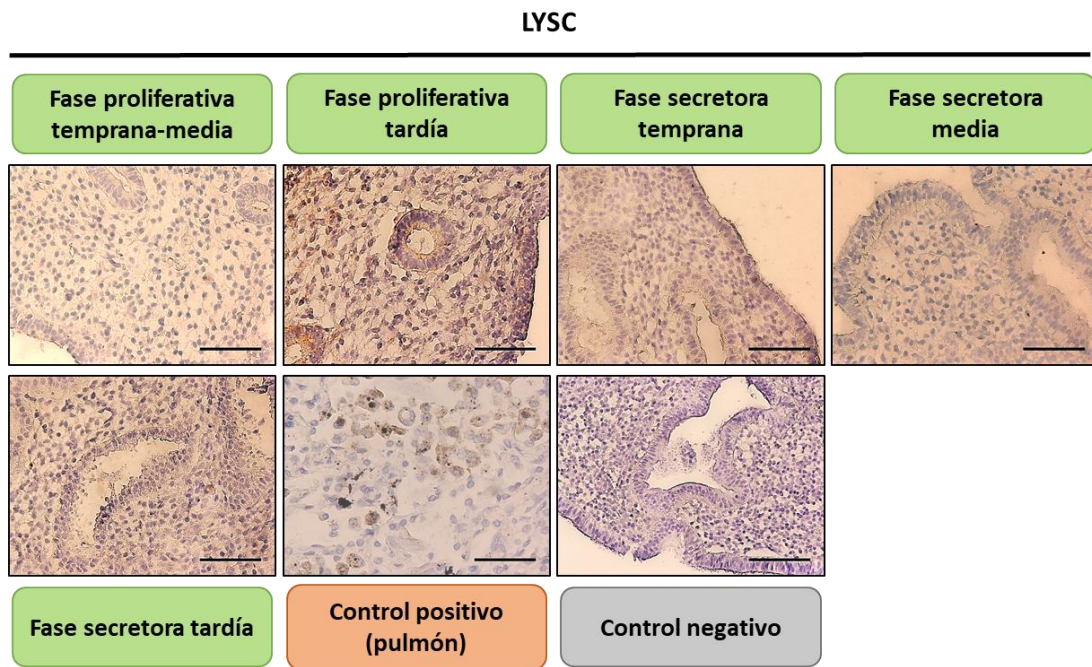 LYSC
Fase proliferativa
temprana-media
Fase proliferativa
tardía
Fase secretora
temprana
Fase secretora
media
Fase secretora tardía
Control positivo
(pulmón)
Control negativo